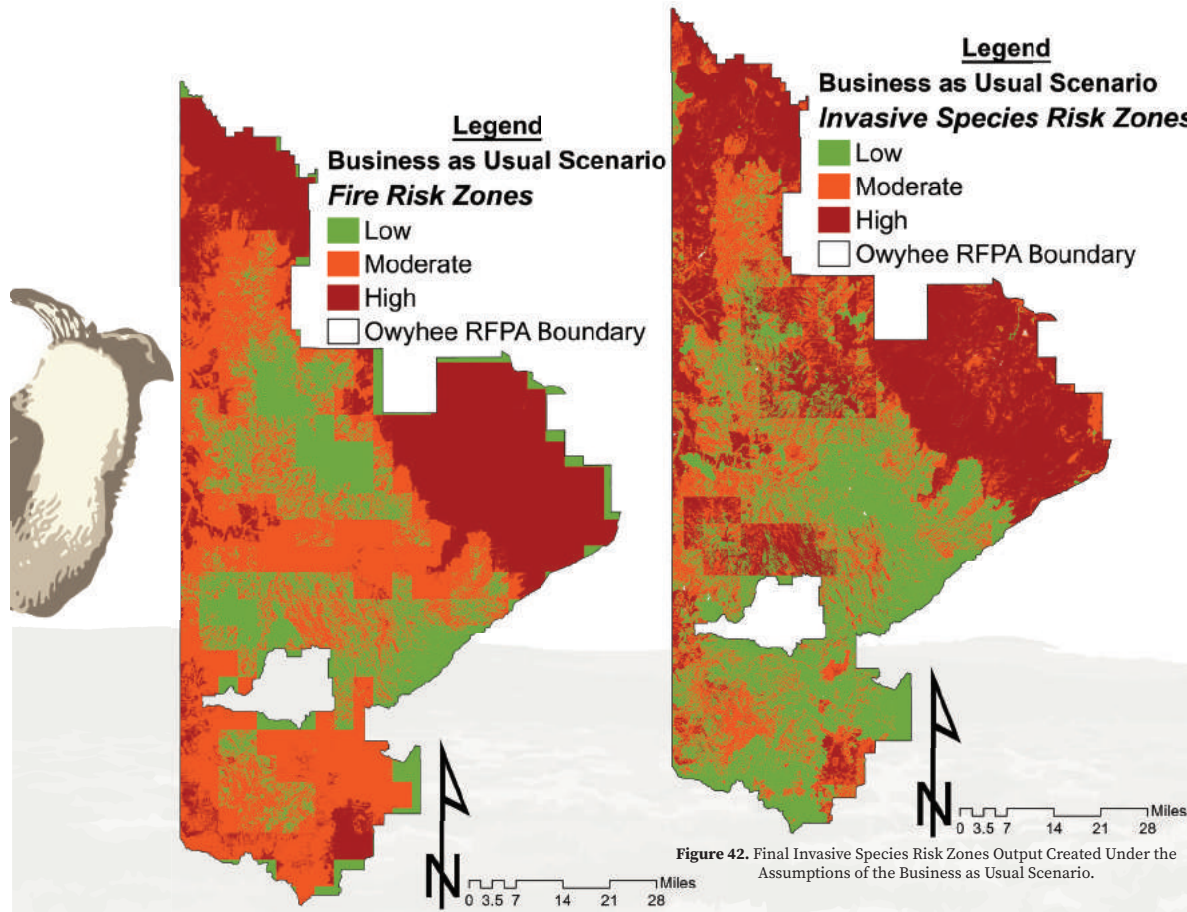 Legend
Business as Usual Scenario
Fire Risk Zones
Low
Moderate
High
Owyhee RFPA Boundary
N
Miles
0 3.5 7 14 21 28
Legend
Business as Usual Scenario
Invasive Species Risk Zones
Low
Moderate
High
Owyhee RFPA Boundary
N
Miles
0 3.5 7 14 21 28
Figure 42. Final Invasive Species Risk Zones Output Created Under the
Assumptions of the Business as Usual Scenario.